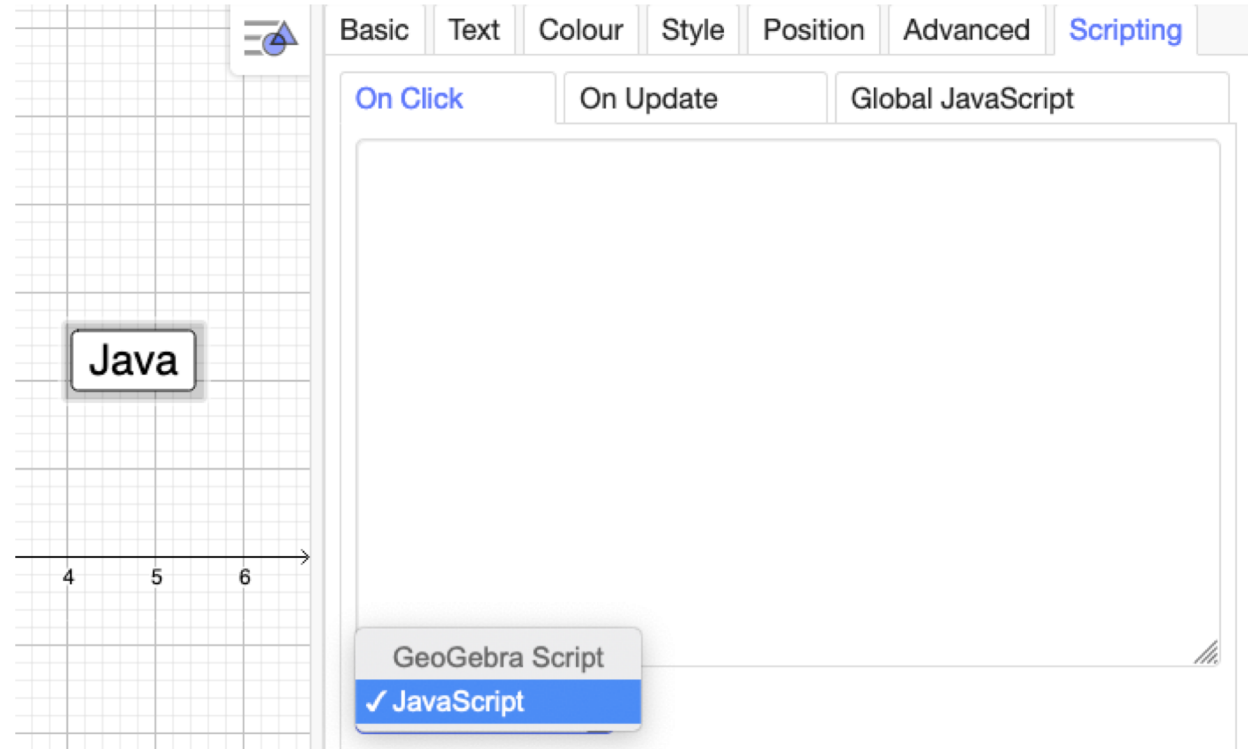 Basic Text Colour Style Position Advanced Scripting
On Click On Update Global JavaScript
Java
4 5 6
GeoGebra Script
✓ JavaScript